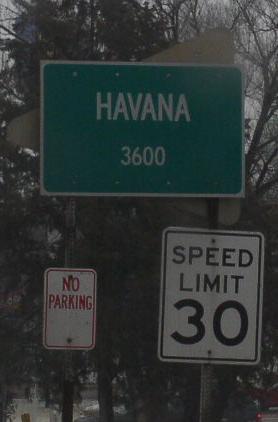 HAVANA
3600
NO
PARKING
SPEED
LIMIT
30